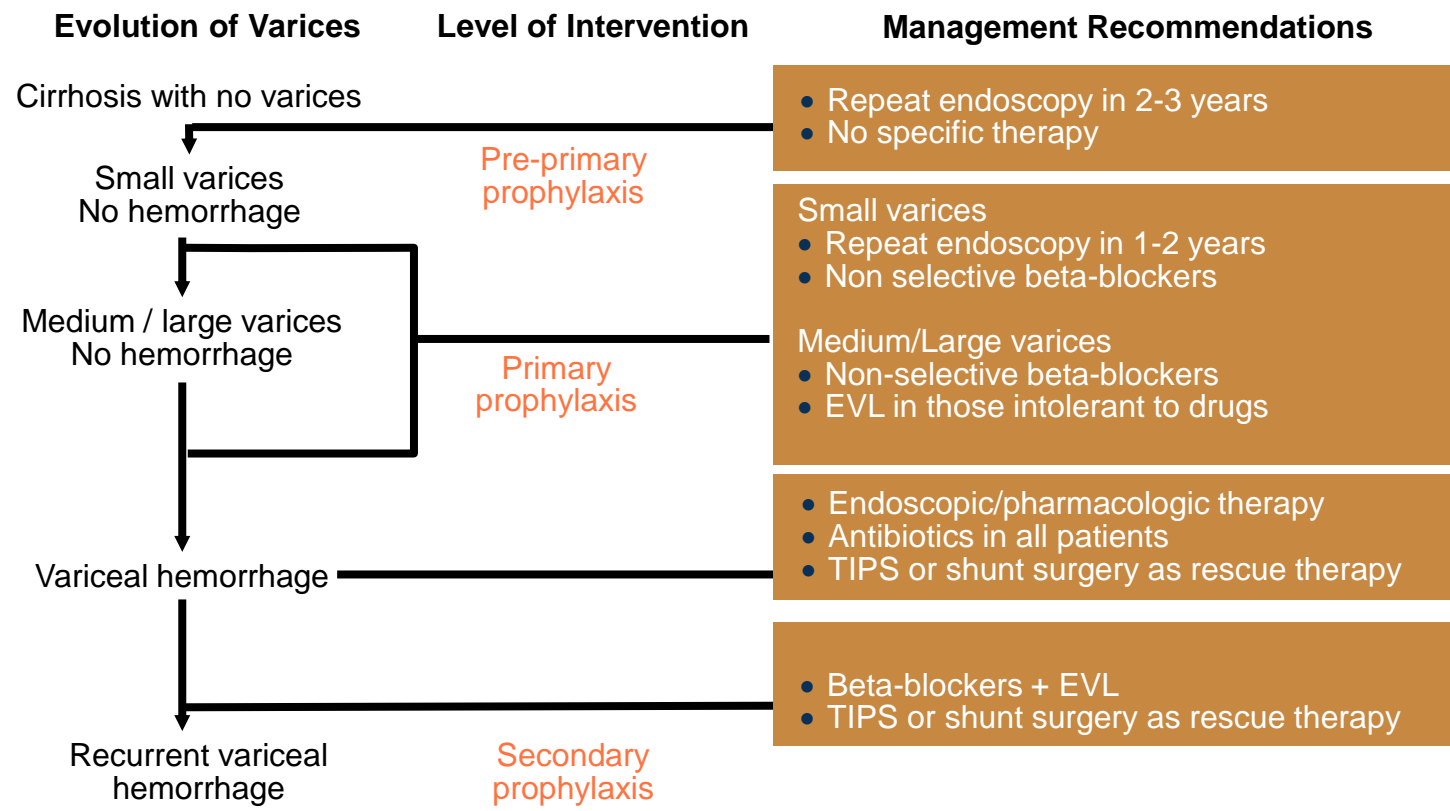 Evolution of Varices
Level of Intervention
Management Recommendations
Cirrhosis with no varices
• Repeat endoscopy in 2-3 years
• No specific therapy
Pre-primary
prophylaxis
Small varices
No hemorrhage
Small varices
• Repeat endoscopy in 1-2 years
• Non selective beta-blockers
Medium / large varices
No hemorrhage
Primary
prophylaxis
Medium/Large varices
• Non-selective beta-blockers
• EVL in those intolerant to drugs
Variceal hemorrhage
• Endoscopic/pharmacologic therapy
• Antibiotics in all patients
• TIPS or shunt surgery as rescue therapy
• Beta-blockers + EVL
• TIPS or shunt surgery as rescue therapy
Recurrent variceal
hemorrhage
Secondary
prophylaxis